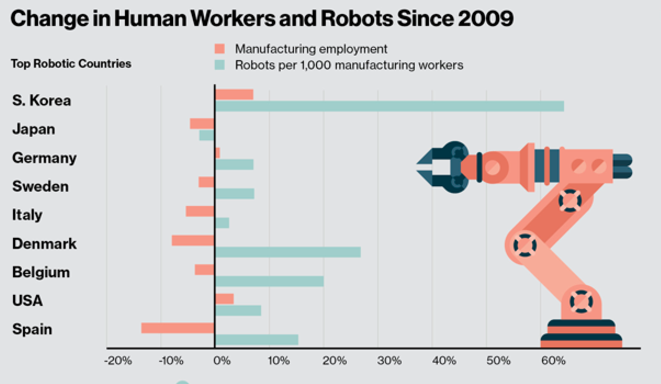 Change in Human Workers and Robots Since 2009
Manufacturing employment
Top Robotic Countries
Robots per 1,000 manufacturing workers
S. Korea
Japan
Germany
Sweden
Italy
Denmark
Belgium
USA
Spain
-20% -10% 0% 10% 20% 30% 40% 50% 60%